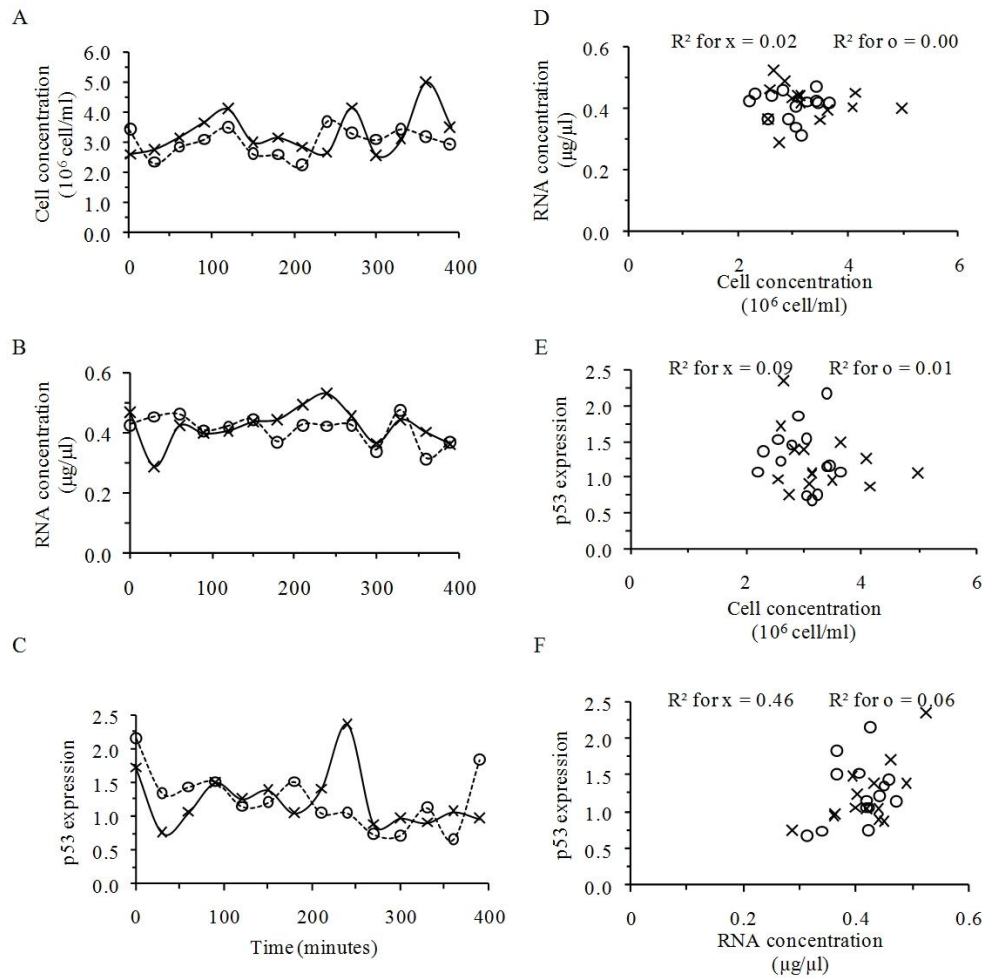 A
Cell concentration
(10⁶ cell/ml)
6.0
5.0
4.0
3.0
2.0
1.0
0.0
0 100 200 300 400
B
RNA concentration
(µg/µl)
0.6
0.4
0.2
0.0
0 100 200 300 400
C
p53 expression
2.5
2.0
1.5
1.0
0.5
0.0
0 100 200 300 400
Time (minutes)
D
R² for x = 0.02 R² for o = 0.00
RNA concentration
(µg/µl)
0.6
0.4
0.2
0.0
0 2 4 6
Cell concentration
(10⁶ cell/ml)
E
R² for x = 0.09 R² for o = 0.01
p53 expression
2.5
2.0
1.5
1.0
0.5
0.0
0 2 4 6
Cell concentration
(10⁶ cell/ml)
F
R² for x = 0.46 R² for o = 0.06
p53 expression
2.5
2.0
1.5
1.0
0.5
0.0
0 0.2 0.4 0.6
RNA concentration
(µg/µl)